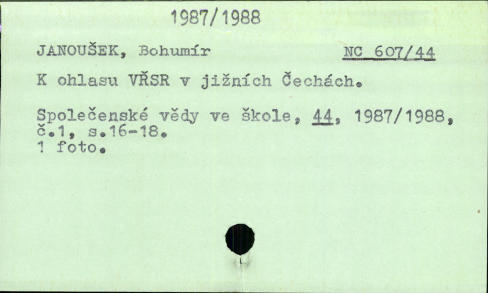 1987/1988
JANOUŠEK, Bohumír NC 607/44
K ohlasu VŘSR v jižních Čechách.
Společenské vědy ve škole, 44, 1987/1988,
č.1, s.16-18.
1 foto.